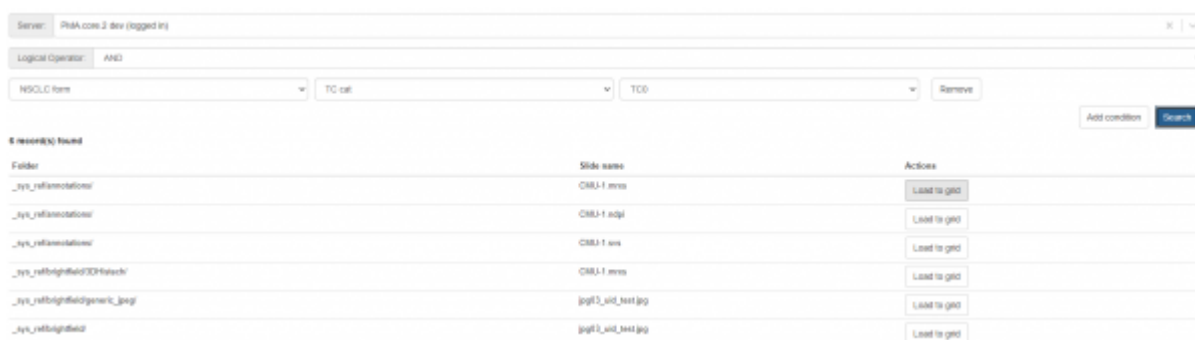 Server: PMA.core.2 dev (logged in)
Logical Operator: AND
NSCLC form TC cat TC0 Remove
Add condition Search
6 record(s) found
Folder Slide name Actions
_sys_ref/annotations/ CMU-1.mrxs Load to grid
_sys_ref/annotations/ CMU-1.ndpi Load to grid
_sys_ref/annotations/ CMU-1.svs Load to grid
_sys_ref/brightfield/3DHistech/ CMU-1.mrxs Load to grid
_sys_ref/brightfield/generic_jpeg/ Load to grid
_sys_ref/brightfield/ Load to grid